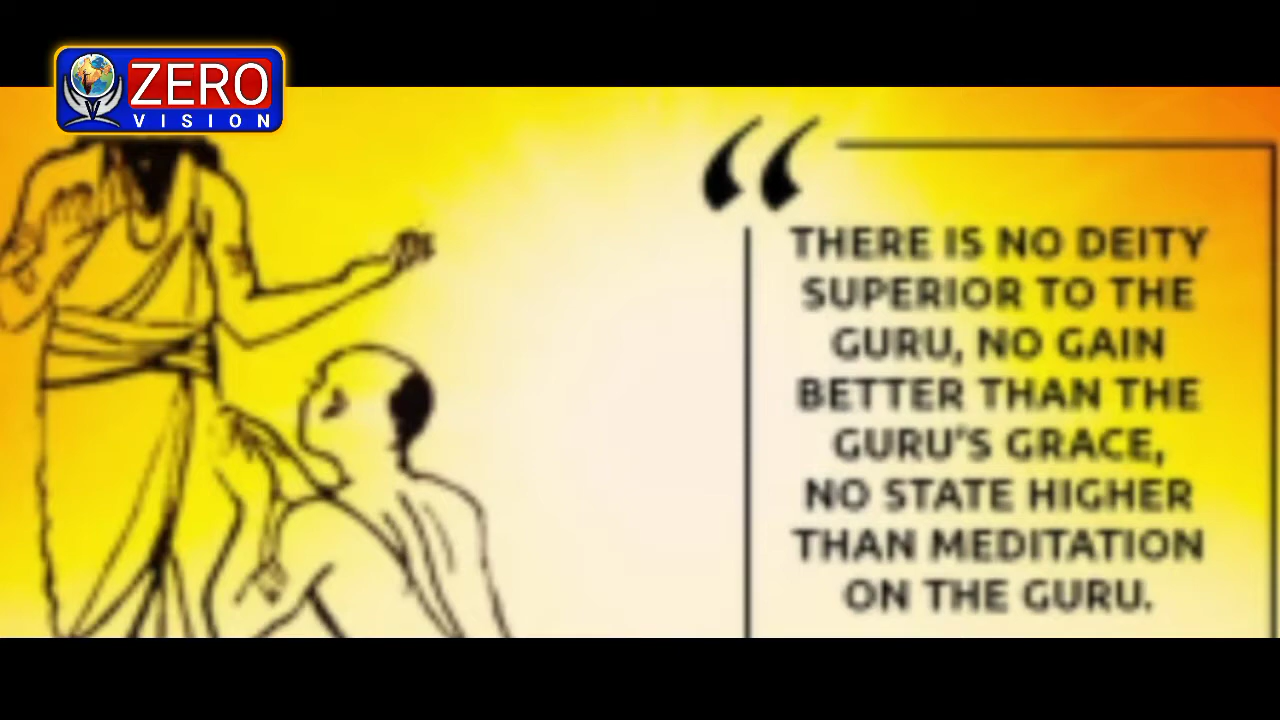 ZERO
VISION
“
THERE IS NO DEITY
SUPERIOR TO THE
GURU, NO GAIN
BETTER THAN THE
GURU'S GRACE,
NO STATE HIGHER
THAN MEDITATION
ON THE GURU.